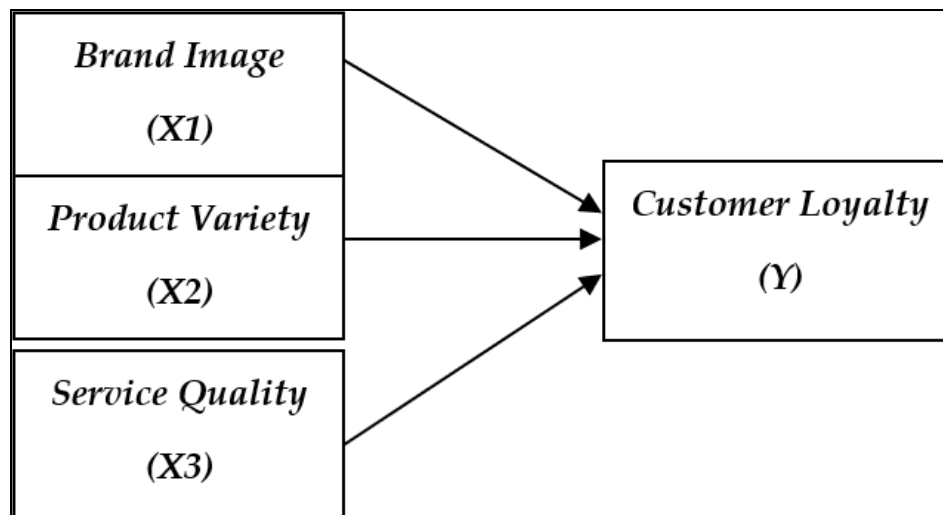 Brand Image
(X1)
Product Variety
(X2)
Service Quality
(X3)
Customer Loyalty
(Y)